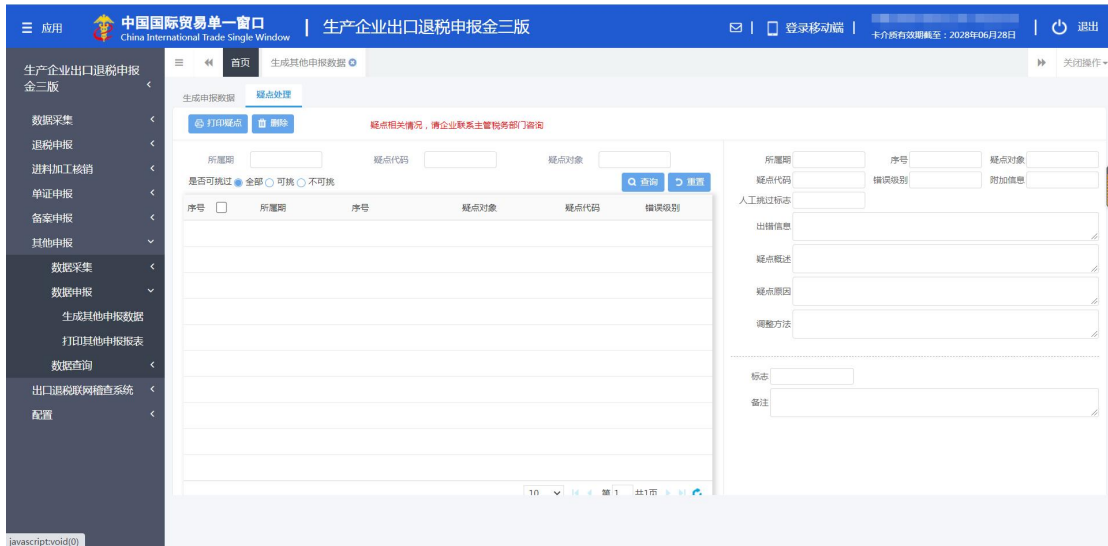 应用
中国国际贸易单一窗口
China International Trade Single Window
生产企业出口退税申报金三版
登录移动端
卡介质有效期截至：2028年06月28日
退出
生产企业出口退税申报
金三版
首页
生成其他申报数据
关闭操作
生成申报数据
疑点处理
打印疑点
删除
疑点相关情况，请企业联系主管税务部门咨询
数据采集
退税申报
进料加工核销
单证申报
备案申报
其他申报
数据采集
数据申报
生成其他申报数据
打印其他申报报表
数据查询
出口退税联网稽查系统
配置
所属期
疑点代码
疑点对象
是否可挑过 全部 可挑 不可挑
查询
重置
序号 所属期 序号 疑点对象 疑点代码 错误级别
10 第 1 共1页
所属期 序号 疑点对象
疑点代码 错误级别 附加信息
人工挑过标志
出错信息
疑点概述
疑点原因
调整方法
标志
备注
javascript:void(0)